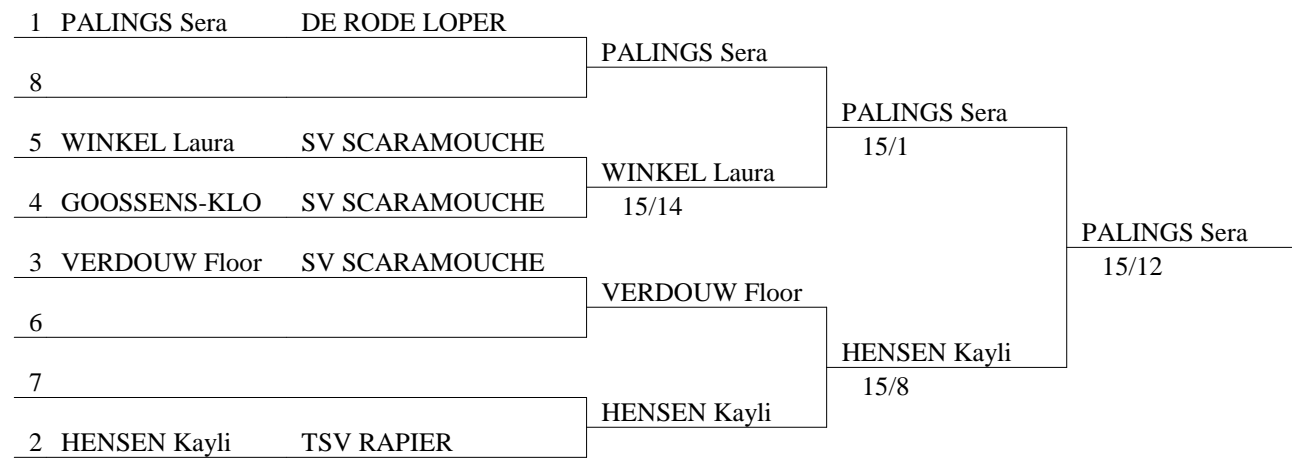 1 PALINGS Sera DE RODE LOPER
PALINGS Sera
8
PALINGS Sera
5 WINKEL Laura SV SCARAMOUCHE
15/1
WINKEL Laura
4 GOOSSENS-KLO SV SCARAMOUCHE
15/14
PALINGS Sera
3 VERDOUW Floor SV SCARAMOUCHE
15/12
VERDOUW Floor
6
HENSEN Kayli
7
15/8
HENSEN Kayli
2 HENSEN Kayli TSV RAPIER